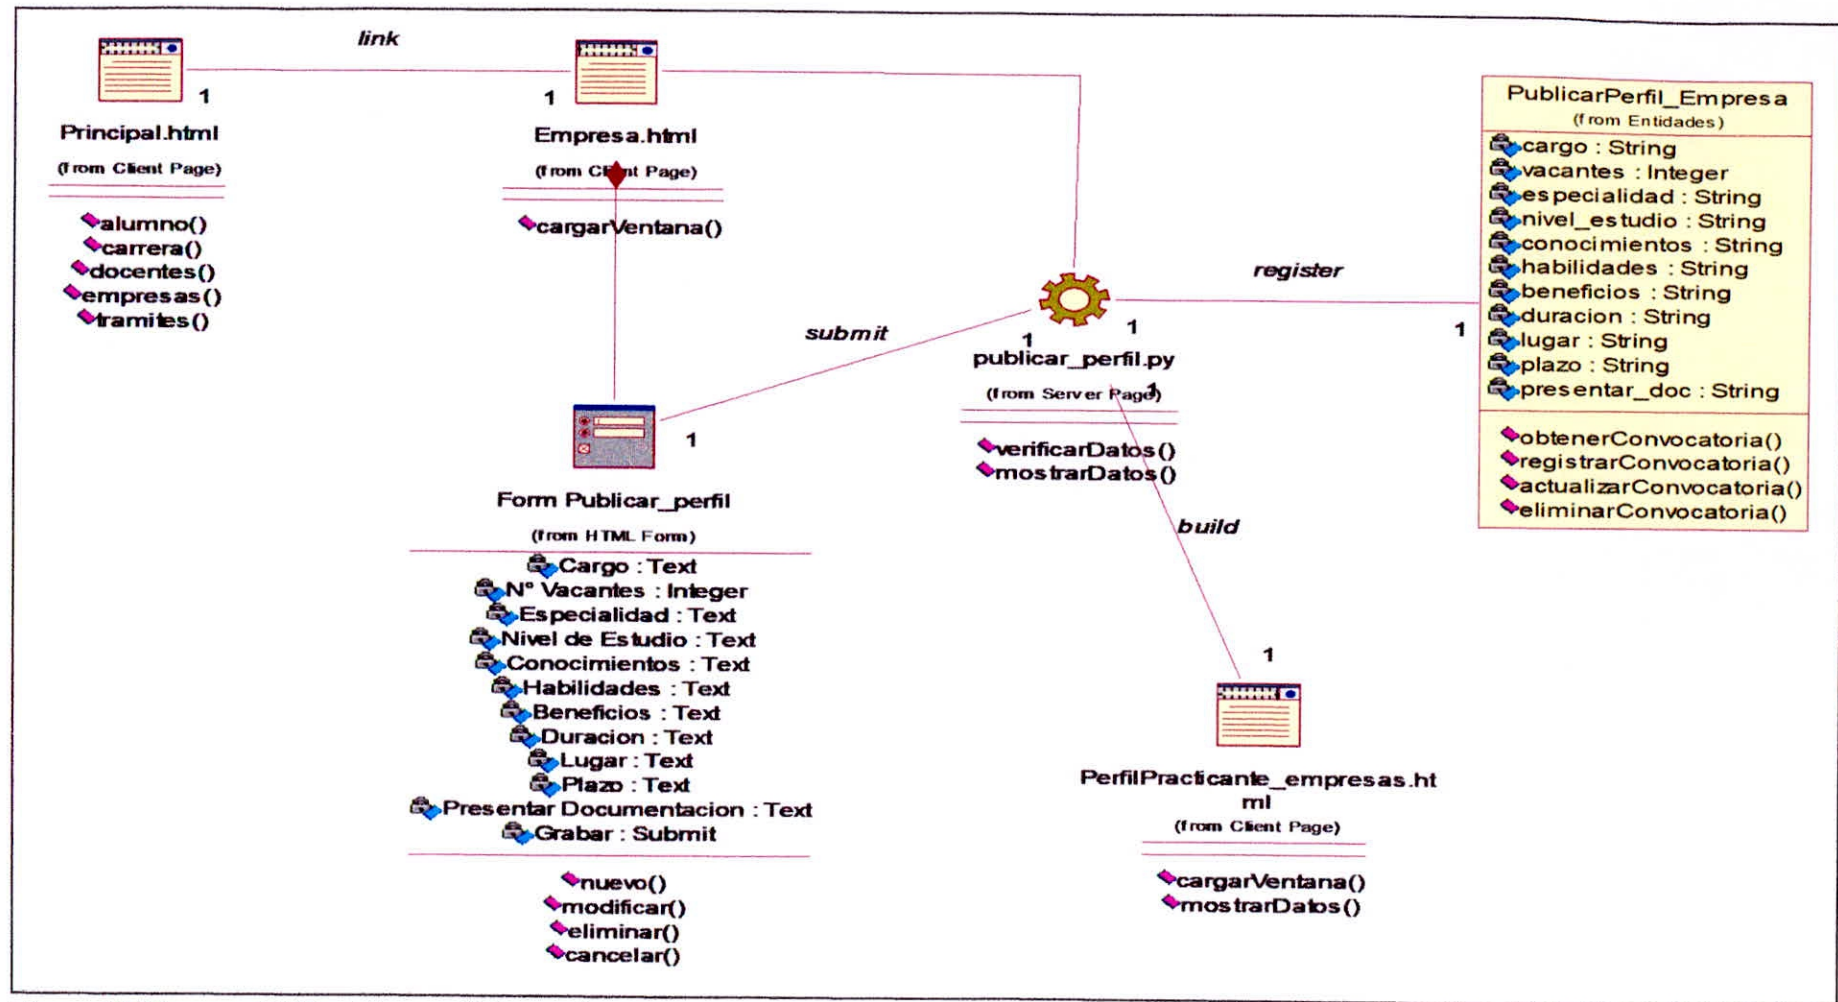 link
1
Principal.html
(from Client Page)
alumno()
carrera()
docentes()
empresas()
tramites()
1
Empresa.html
(from Client Page)
cargarVentana()
submit
1
Form Publicar_perfil
(from HTML Form)
Cargo : Text
N° Vacantes : Integer
Especialidad : Text
Nivel de Estudio : Text
Conocimientos : Text
Habilidades : Text
Beneficios : Text
Duracion : Text
Lugar : Text
Plazo : Text
Presentar Documentacion : Text
Grabar : Submit
nuevo()
modificar()
eliminar()
cancelar()
1
1
publicar_perfil.py
1
(from Server Page)
verificarDatos()
mostrarDatos()
build
1
PerfilPracticante_empresas.ht
ml
(from Client Page)
cargarVentana()
mostrarDatos()
register
1
PublicarPerfil_Empresa
(from Entidades)
cargo : String
vacantes : Integer
especialidad : String
nivel_estudio : String
conocimientos : String
habilidades : String
beneficios : String
duracion : String
lugar : String
plazo : String
presentar_doc : String
obtenerConvocatoria()
registrarConvocatoria()
actualizarConvocatoria()
eliminarConvocatoria()